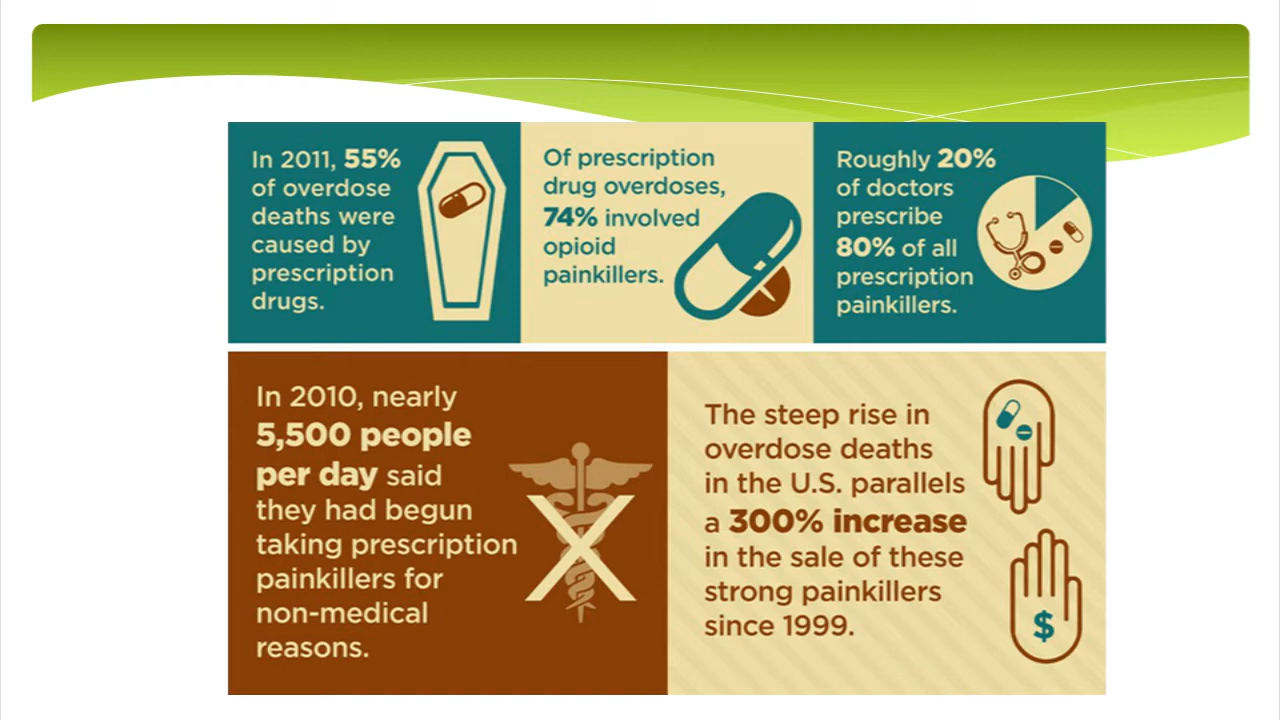 In 2011, 55%
of overdose
deaths were
caused by
prescription
drugs.
Of prescription
drug overdoses,
74% involved
opioid
painkillers.
Roughly 20%
of doctors
prescribe
80% of all
prescription
painkillers.
In 2010, nearly
5,500 people
per day said
they had begun
taking prescription
painkillers for
non-medical
reasons.
The steep rise in
overdose deaths
in the U.S. parallels
a 300% increase
in the sale of these
strong painkillers
since 1999.
$